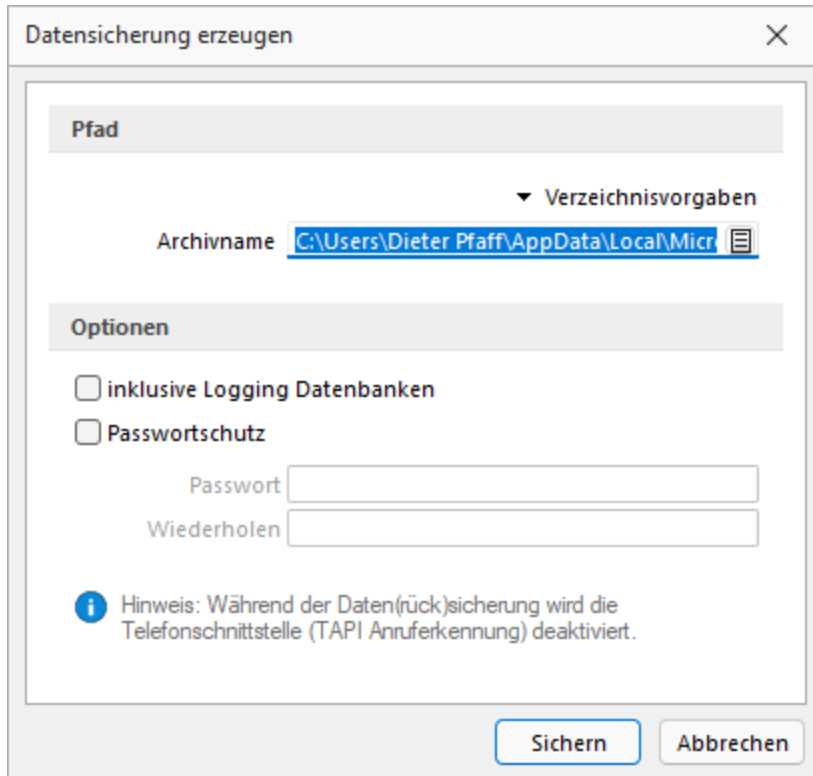 Datensicherung erzeugen
Pfad
Verzeichnisvorgaben
Archivname C:\Users\Dieter Pfaff\AppData\Local\Micr
Optionen
inklusive Logging Datenbanken
Passwortschutz
Passwort
Wiederholen
Hinweis: Während der Daten(rück)sicherung wird die
Telefonschnittstelle (TAPI Anruferkennung) deaktiviert.
Sichern Abbrechen